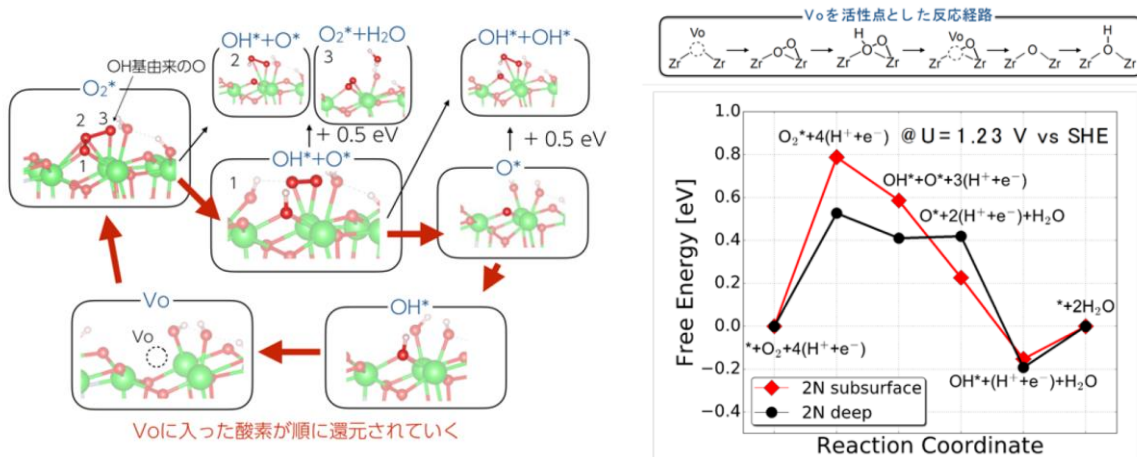 OH基由来のO
O₂*
2
3
1
OH*+O*
2
O₂*+H₂O
3
OH*+OH*
+ 0.5 eV
+ 0.5 eV
OH*+O*
1
O*
Vo
Vo
OH*
Voに入った酸素が順に還元されていく
Voを活性点とした反応経路
Vo
Zr Zr
O O
Zr Zr
H
O O
Zr Zr
Vo O
Zr Zr
O
Zr Zr
H
O
Zr Zr
Free Energy [eV]
1.0
0.8
0.6
0.4
0.2
0.0
−0.2
−0.4
O₂*+4(H⁺+e⁻) @ U = 1.23 V vs SHE
OH*+O*+3(H⁺+e⁻)
O*+2(H⁺+e⁻)+H₂O
*+2H₂O
*+O₂+4(H⁺+e⁻)
OH*+(H⁺+e⁻)+H₂O
2N subsurface
2N deep
Reaction Coordinate